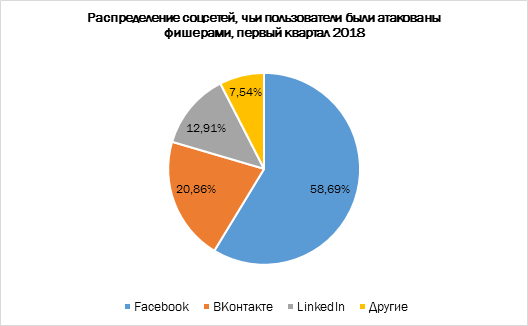 Распределение соцсетей, чьи пользователи были атакованы
фишерами, первый квартал 2018
7,54%
12,91%
20,86%
58,69%
Facebook ВКонтакте LinkedIn Другие